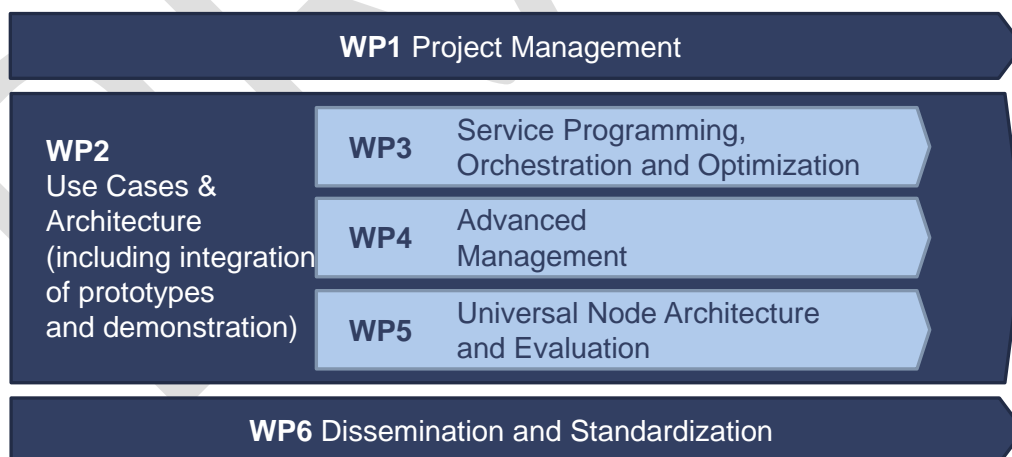 WP1 Project Management
WP2
Use Cases &
Architecture
(including integration
of prototypes
and demonstration)
WP3
Service Programming,
Orchestration and Optimization
WP4
Advanced
Management
WP5
Universal Node Architecture
and Evaluation
WP6 Dissemination and Standardization